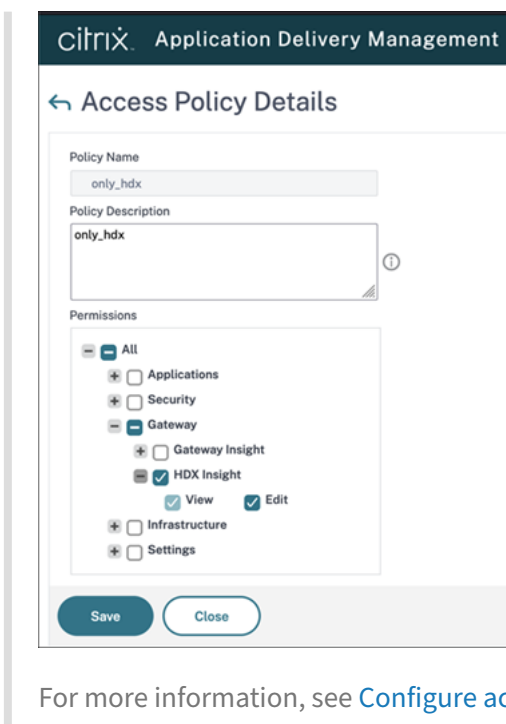 citrix. Application Delivery Management
Access Policy Details
Policy Name
only_hdx
Policy Description
only_hdx
Permissions
All
Applications
Security
Gateway
Gateway Insight
HDX Insight
View Edit
Infrastructure
Settings
Save Close
For more information, see Configure ac